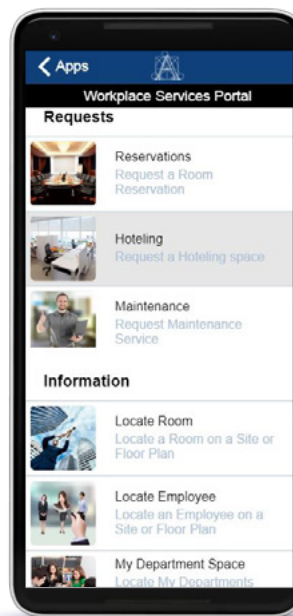 Apps
Workplace Services Portal
Requests
Reservations
Request a Room
Reservation
Hoteling
Request a Hoteling space
Maintenance
Request Maintenance
Service
Information
Locate Room
Locate a Room on a Site or
Floor Plan
Locate Employee
Locate an Employee on a
Site or Floor Plan
My Department Space
Locate My Departments